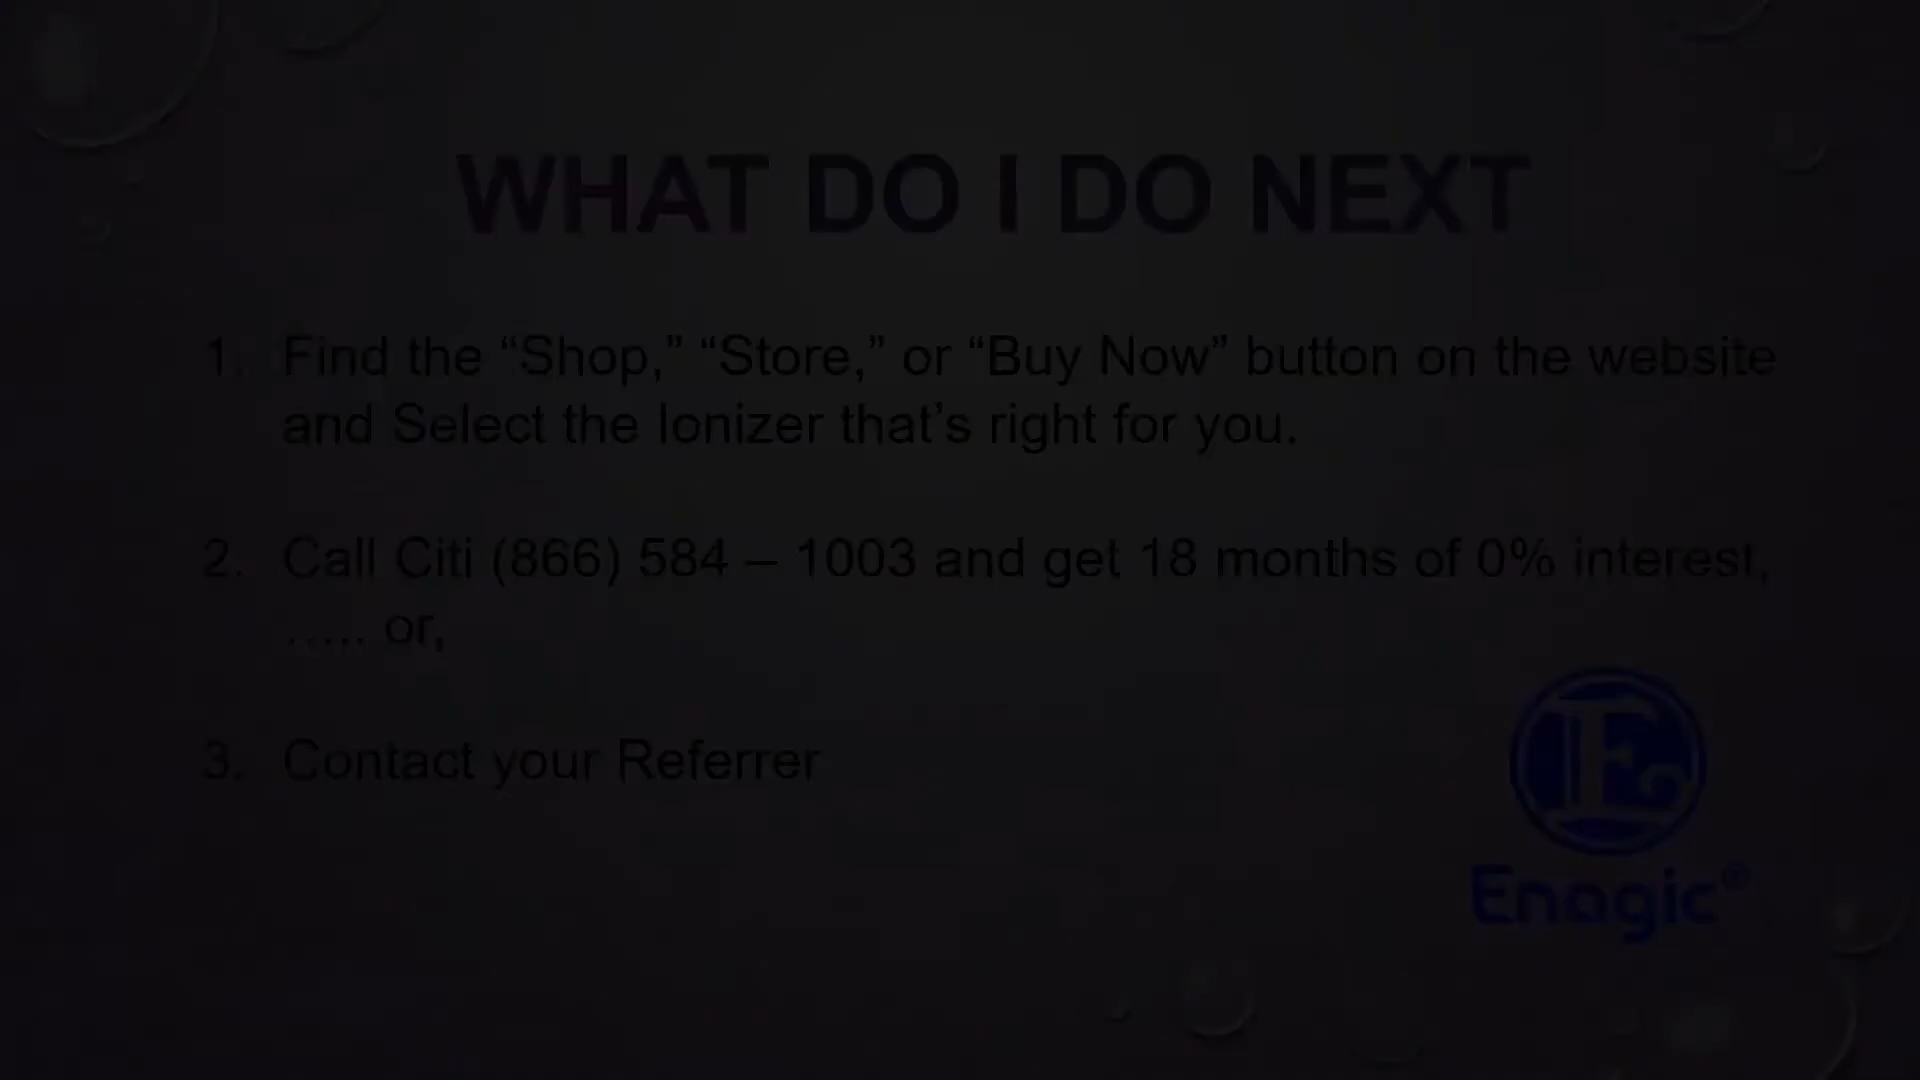 WHAT DO I DO NEXT
1. Find the “Shop,” “Store,” or “Buy Now” button on the website
and Select the Ionizer that’s right for you.
2. Call Citi (866) 584 – 1003 and get 18 months of 0% interest,
….. or,
3. Contact your Referrer
E
Enagic®